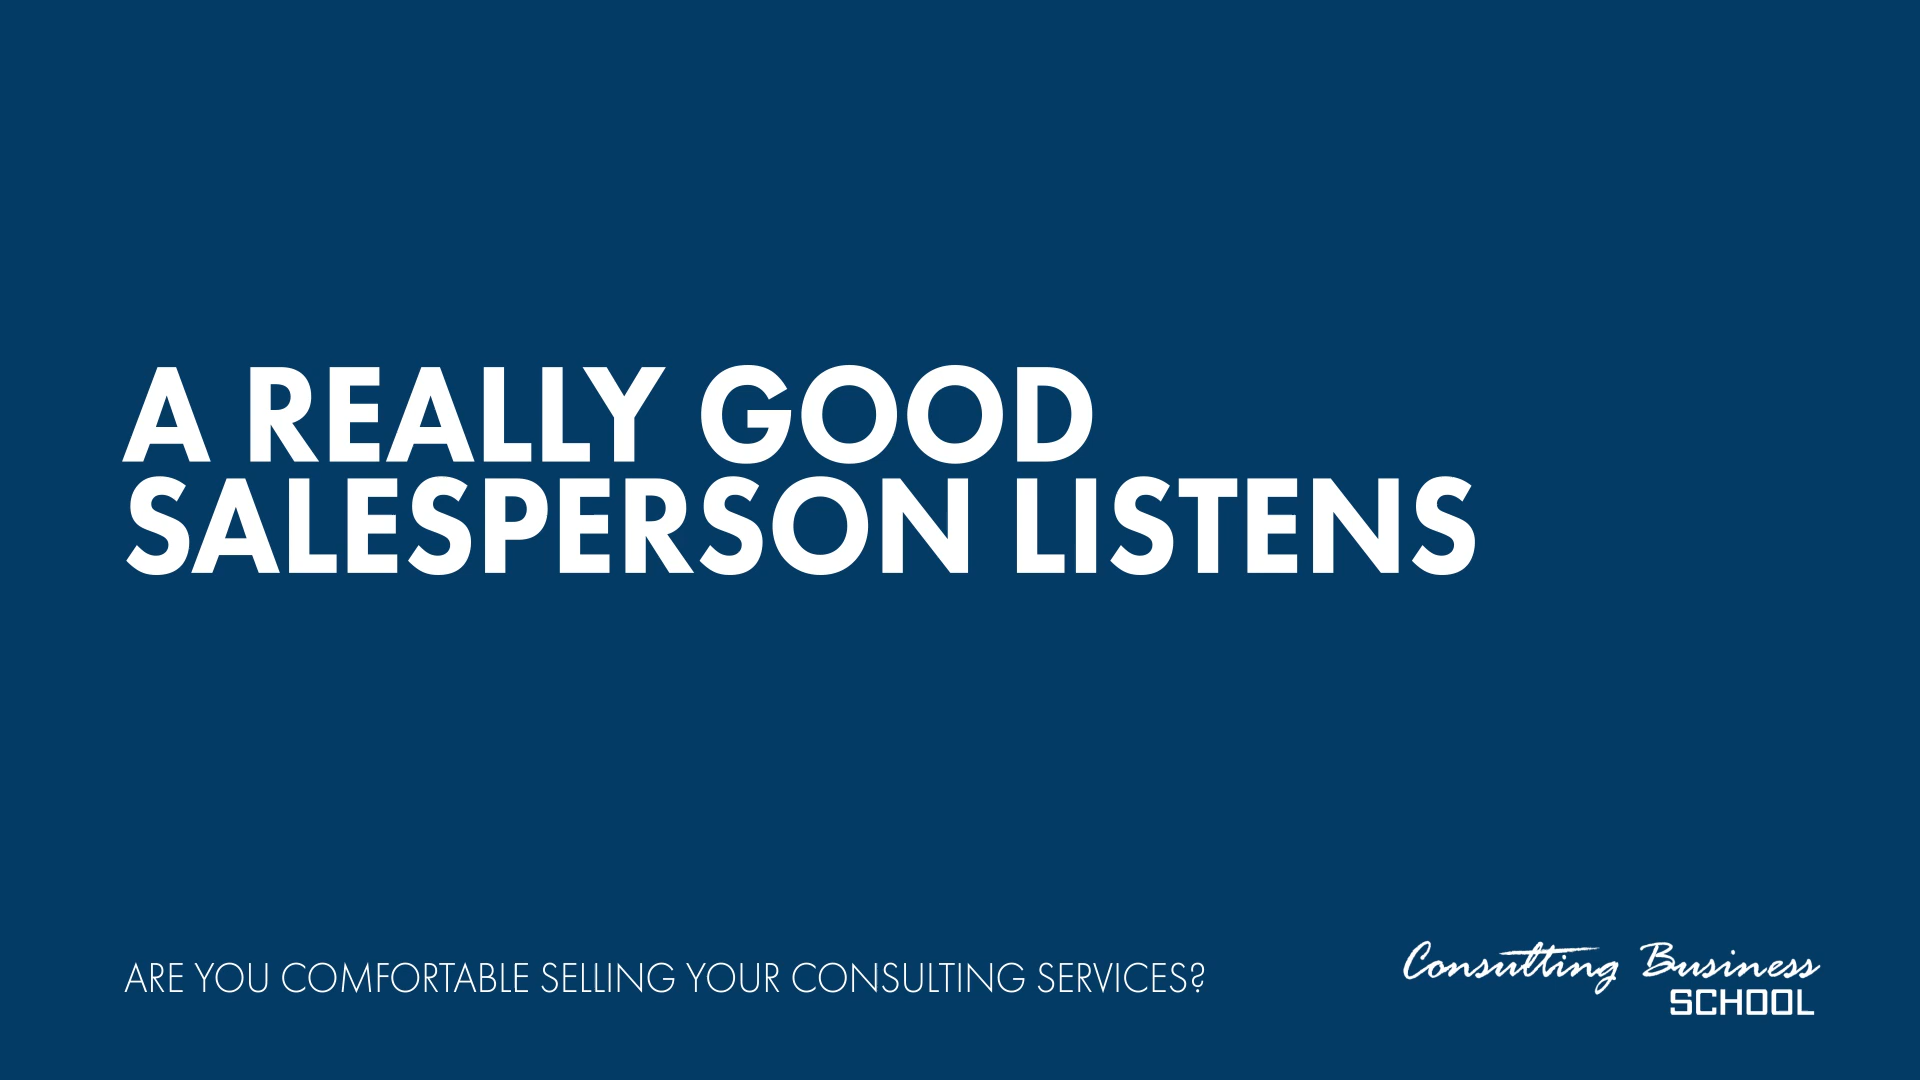 A REALLY GOOD
SALESPERSON LISTENS
ARE YOU COMFORTABLE SELLING YOUR CONSULTING SERVICES?
Consulting Business
SCHOOL